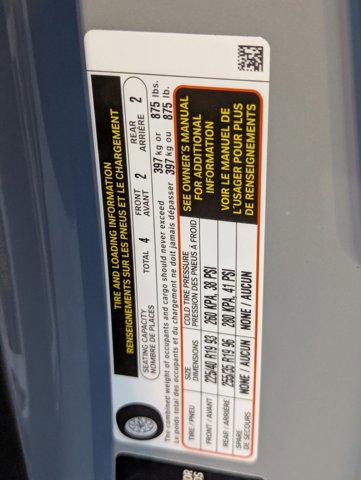 TIRE AND LOADING INFORMATION
RENSEIGNEMENTS SUR LES PNEUS ET LE CHARGEMENT
SEATING CAPACITY
NOMBRE DE PLACES
TOTAL 4
FRONT
AVANT 2
REAR
ARRIÈRE 2
The combined weight of occupants and cargo should never exceed 397 kg or 875 lbs.
Le poids total des occupants et du chargement ne doit jamais dépasser 397 kg ou 875 lb.
TIRE / PNEU
SIZE
DIMENSIONS
COLD TIRE PRESSURE
PRESSION DES PNEUS À FROID
FRONT / AVANT
225/40 R19 93
260 KPA, 38 PSI
REAR / ARRIÈRE
255/35 R19 96
280 KPA, 41 PSI
SPARE
DE SECOURS
NONE / AUCUN
NONE / AUCUN
SEE OWNER'S MANUAL
FOR ADDITIONAL
INFORMATION
VOIR LE MANUEL DE
L'USAGER POUR PLUS
DE RENSEIGNEMENTS